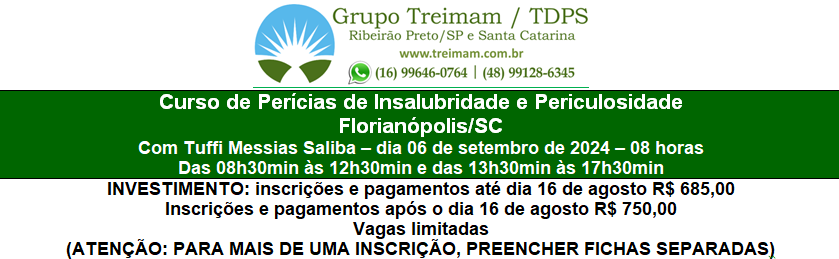 Grupo Treimam / TDPS
Ribeirão Preto/SP e Santa Catarina
www.treimam.com.br
(16) 99646-0764 | (48) 99128-6345
Curso de Perícias de Insalubridade e Periculosidade
Florianópolis/SC
Com Tuffi Messias Saliba – dia 06 de setembro de 2024 – 08 horas
Das 08h30min às 12h30min e das 13h30min às 17h30min
INVESTIMENTO: inscrições e pagamentos até dia 16 de agosto R$ 685,00
Inscrições e pagamentos após o dia 16 de agosto R$ 750,00
Vagas limitadas
(ATENÇÃO: PARA MAIS DE UMA INSCRIÇÃO, PREENCHER FICHAS SEPARADAS)